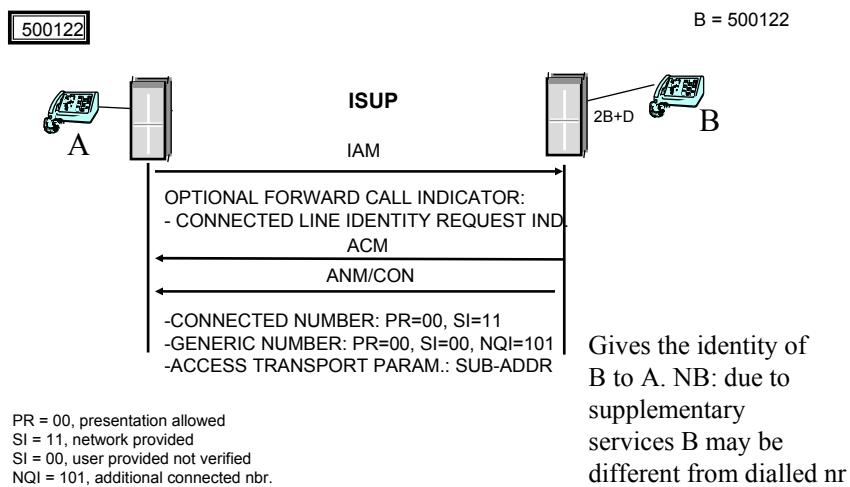 500122
B = 500122
ISUP
2B+D
A
B
IAM
OPTIONAL FORWARD CALL INDICATOR:
- CONNECTED LINE IDENTITY REQUEST IND.
ACM
ANM/CON
-CONNECTED NUMBER: PR=00, SI=11
-GENERIC NUMBER: PR=00, SI=00, NQI=101
-ACCESS TRANSPORT PARAM.: SUB-ADDR
Gives the identity of
B to A. NB: due to
supplementary
services B may be
different from dialled nr
PR = 00, presentation allowed
SI = 11, network provided
SI = 00, user provided not verified
NQI = 101, additional connected nbr.